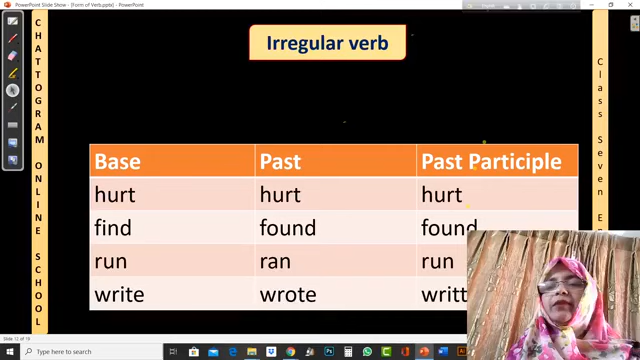 PowerPoint Slide Show - [Form of Verb.pptx] - PowerPoint
Irregular verb
CHATTOGRAM ONLINE SCHOOL
Class Seven E
Base Past Past Participle
hurt hurt hurt
find found found
run ran run
write wrote writt
Slide 12 of 19
Type here to search